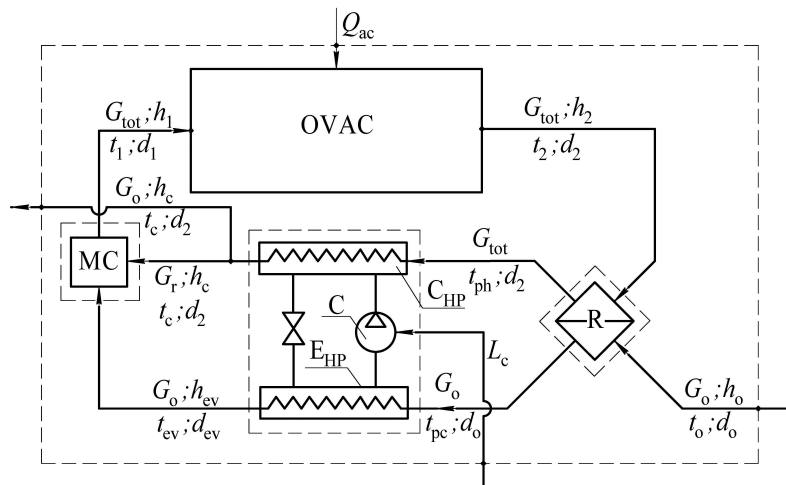 Q_ac
G_tot;h_1
OVAC
G_tot;h_2
t_1;d_1
t_2;d_2
G_o;h_c
t_c;d_2
MC
G_r;h_c
t_c;d_2
G_tot
t_ph;d_2
C_HP
C
R
E_HP
L_c
G_o;h_ev
t_ev;d_ev
G_o
t_pc;d_o
G_o;h_o
t_o;d_o